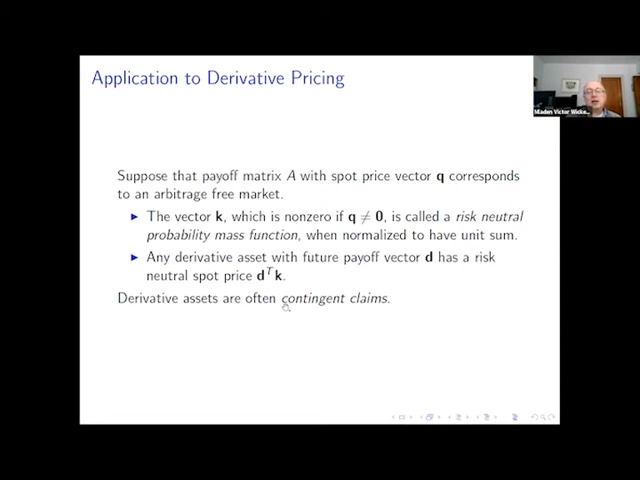 Application to Derivative Pricing
Mladen Victor Wicke...
Suppose that payoff matrix A with spot price vector q corresponds
to an arbitrage free market.
▶ The vector k, which is nonzero if q ≠ 0, is called a risk neutral
probability mass function, when normalized to have unit sum.
▶ Any derivative asset with future payoff vector d has a risk
neutral spot price dᵀk.
Derivative assets are often contingent claims.